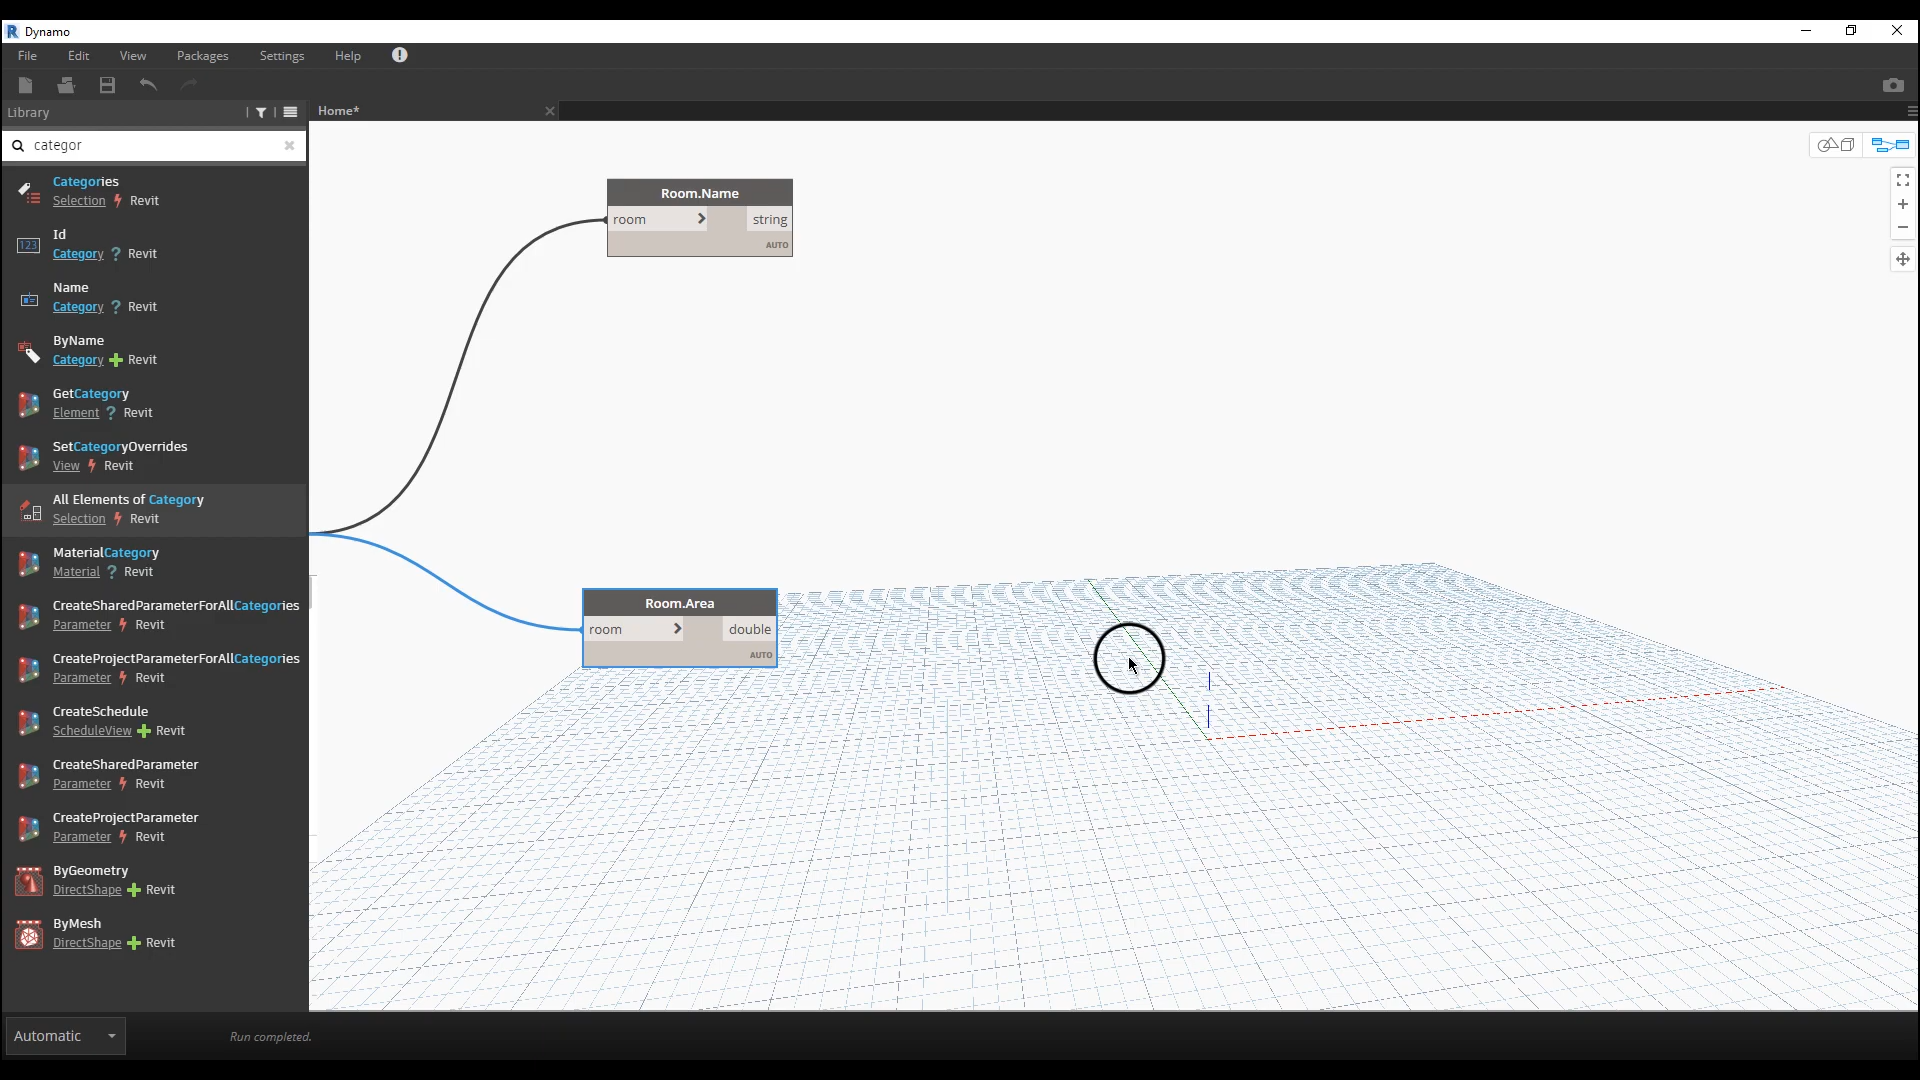 Dynamo
File Edit View Packages Settings Help
Library
Home*
categor
Categories
Selection Revit
Id
Category ? Revit
Name
Category ? Revit
ByName
Category Revit
GetCategory
Element ? Revit
SetCategoryOverrides
View Revit
All Elements of Category
Selection Revit
MaterialCategory
Material ? Revit
CreateSharedParameterForAllCategories
Parameter Revit
CreateProjectParameterForAllCategories
Parameter Revit
CreateSchedule
ScheduleView Revit
CreateSharedParameter
Parameter Revit
CreateProjectParameter
Parameter Revit
ByGeometry
DirectShape Revit
ByMesh
DirectShape Revit
Room.Name
room > string
AUTO
Room.Area
room > double
AUTO
Automatic
Run completed.